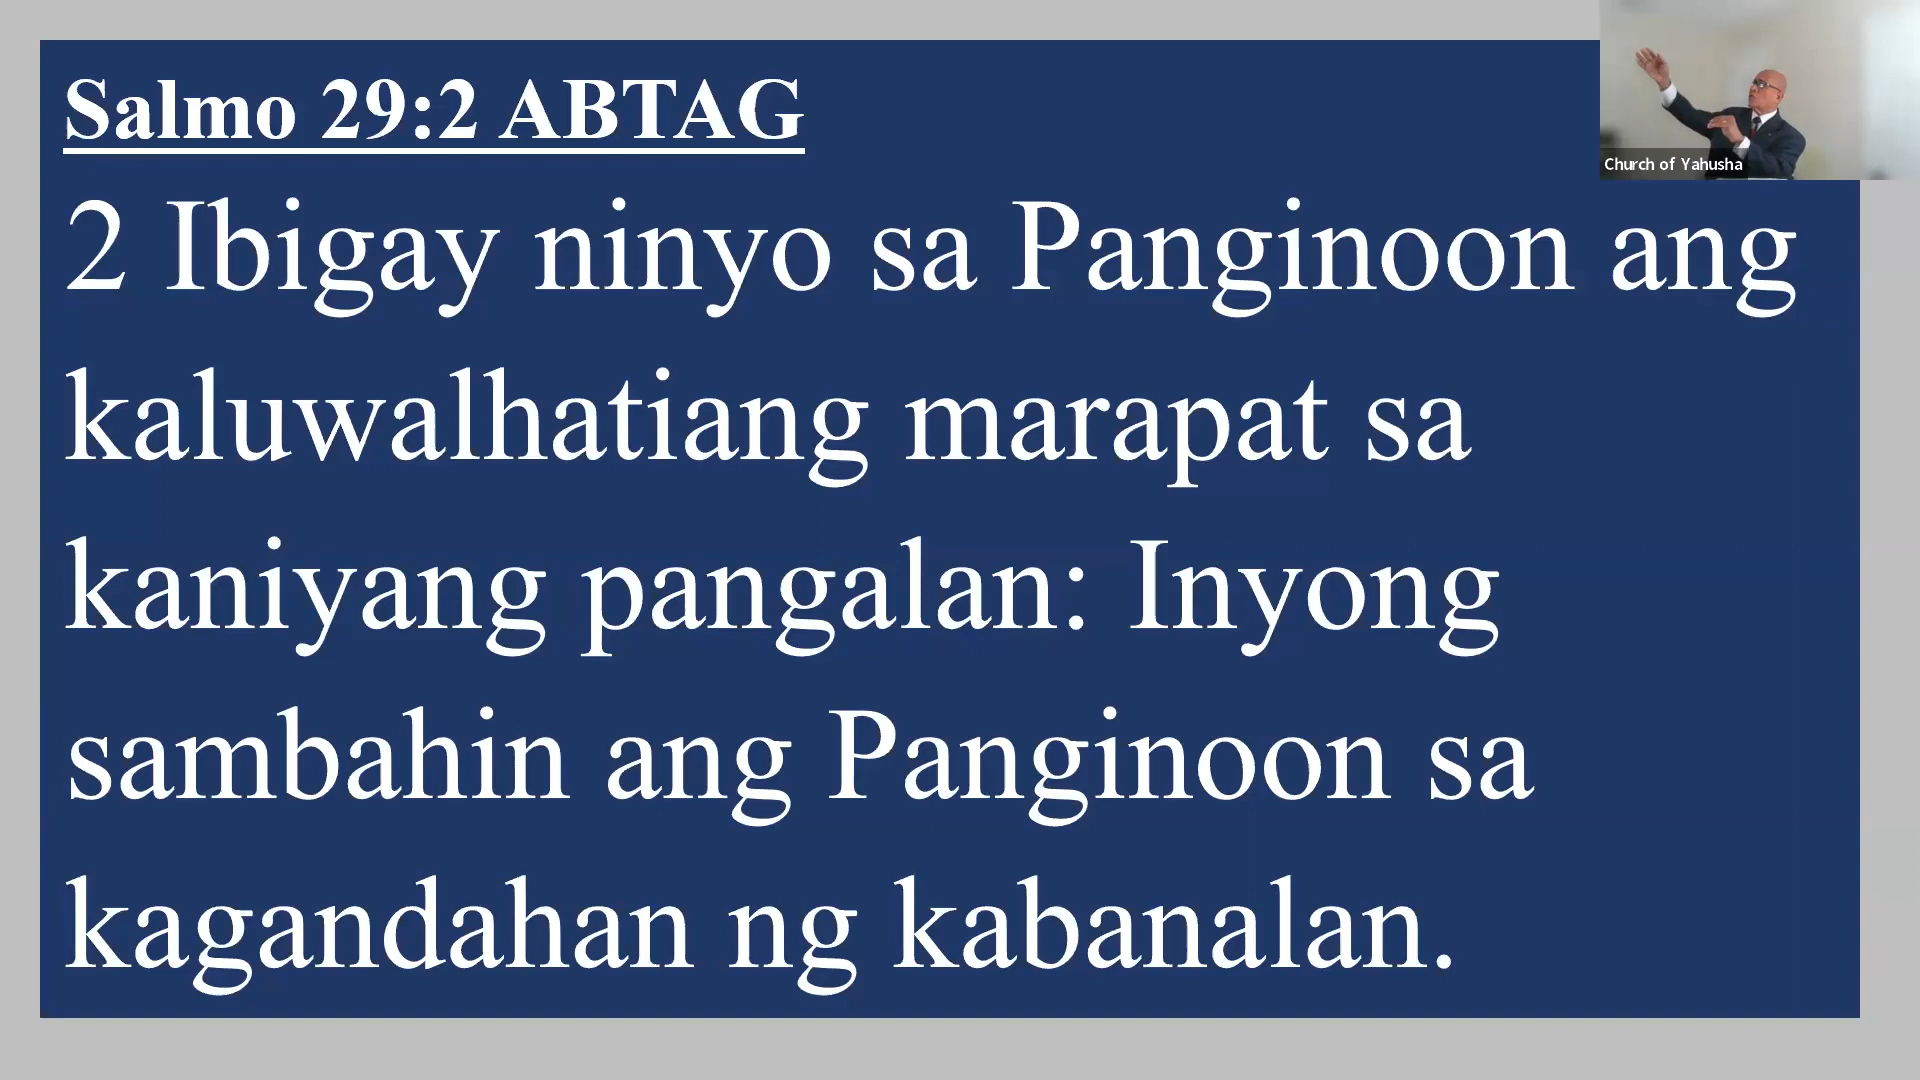 Salmo 29:2 ABTAG
Church of Yahusha
2 Ibigay ninyo sa Panginoon ang
kaluwalhatiang marapat sa
kaniyang pangalan: Inyong
sambahin ang Panginoon sa
kagandahan ng kabanalan.